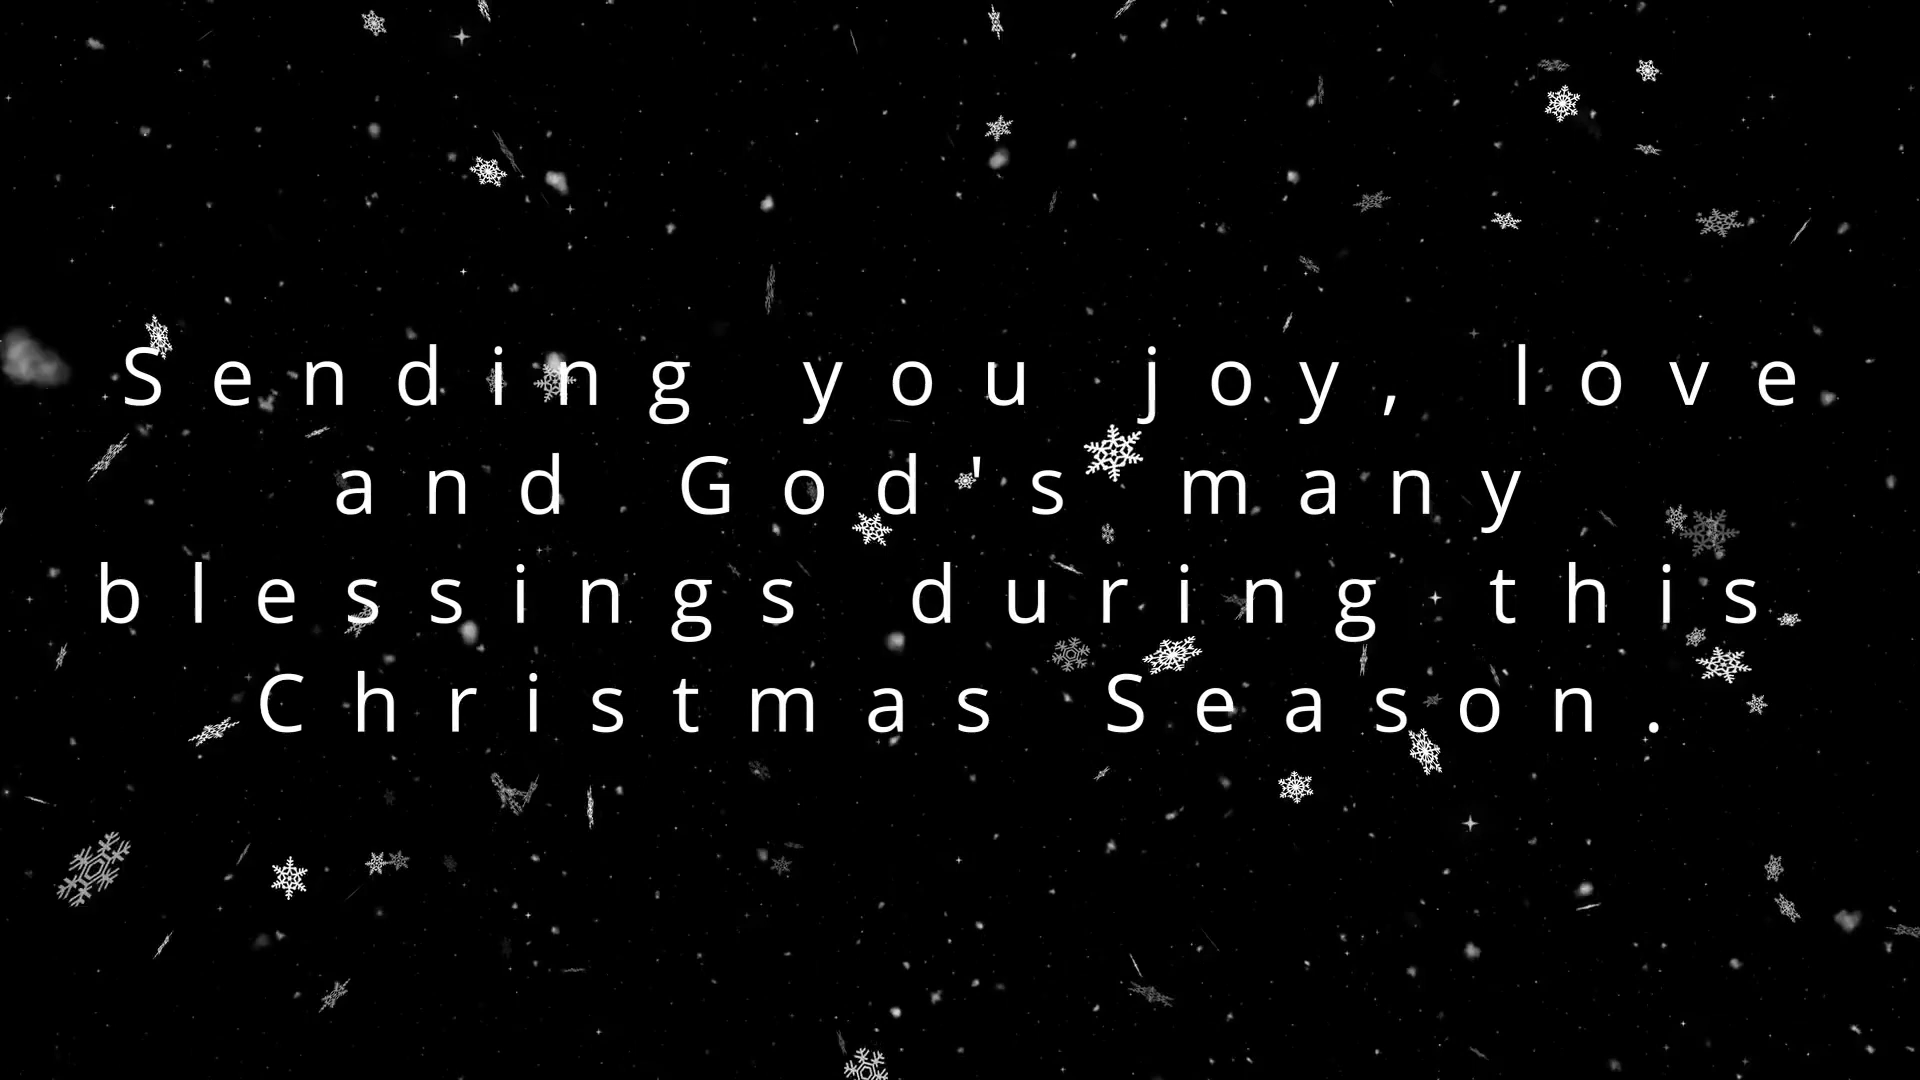 Sending you joy, love
and God's many
blessings during this
Christmas Season.